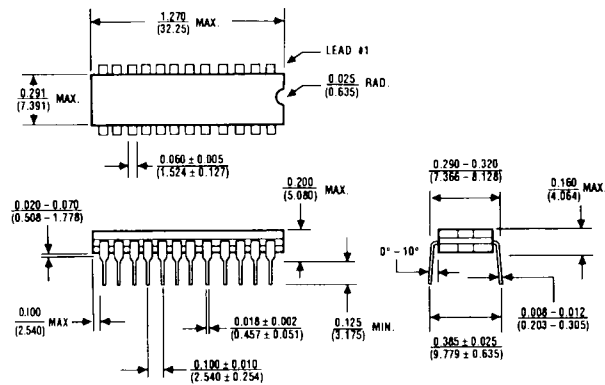 1.270
(32.25) MAX.
LEAD #1
0.291
(7.391) MAX.
0.025
(0.635) RAD.
0.060 ± 0.005
(1.524 ± 0.127)
0.290 – 0.320
(7.366 – 8.128)
0.020 – 0.070
(0.508 – 1.778)
0.200
(5.080) MAX.
0.160
(4.064) MAX.
0° – 10°
0.100
(2.540) MAX
0.018 ± 0.002
(0.457 ± 0.051)
0.125
(3.175) MIN.
0.008 – 0.012
(0.203 – 0.305)
0.100 ± 0.010
(2.540 ± 0.254)
0.385 ± 0.025
(9.779 ± 0.635)